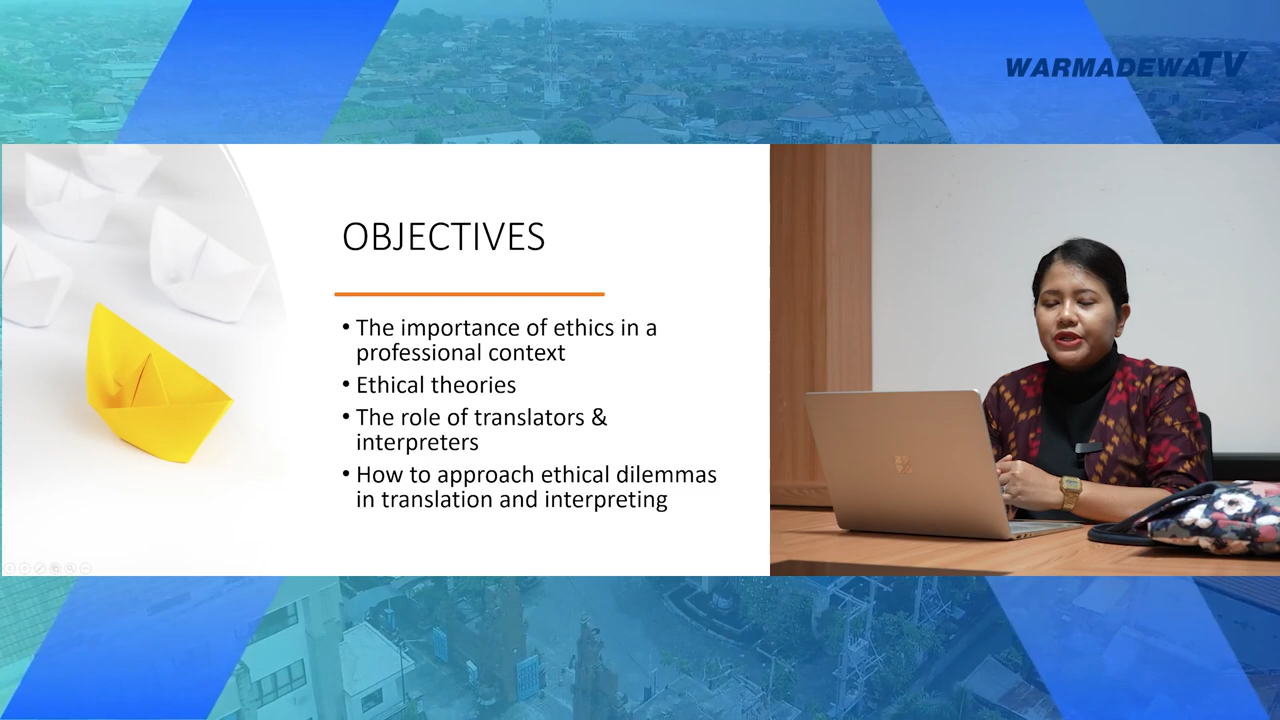 WARMADEWATV
OBJECTIVES
• The importance of ethics in a
professional context
• Ethical theories
• The role of translators &
interpreters
• How to approach ethical dilemmas
in translation and interpreting